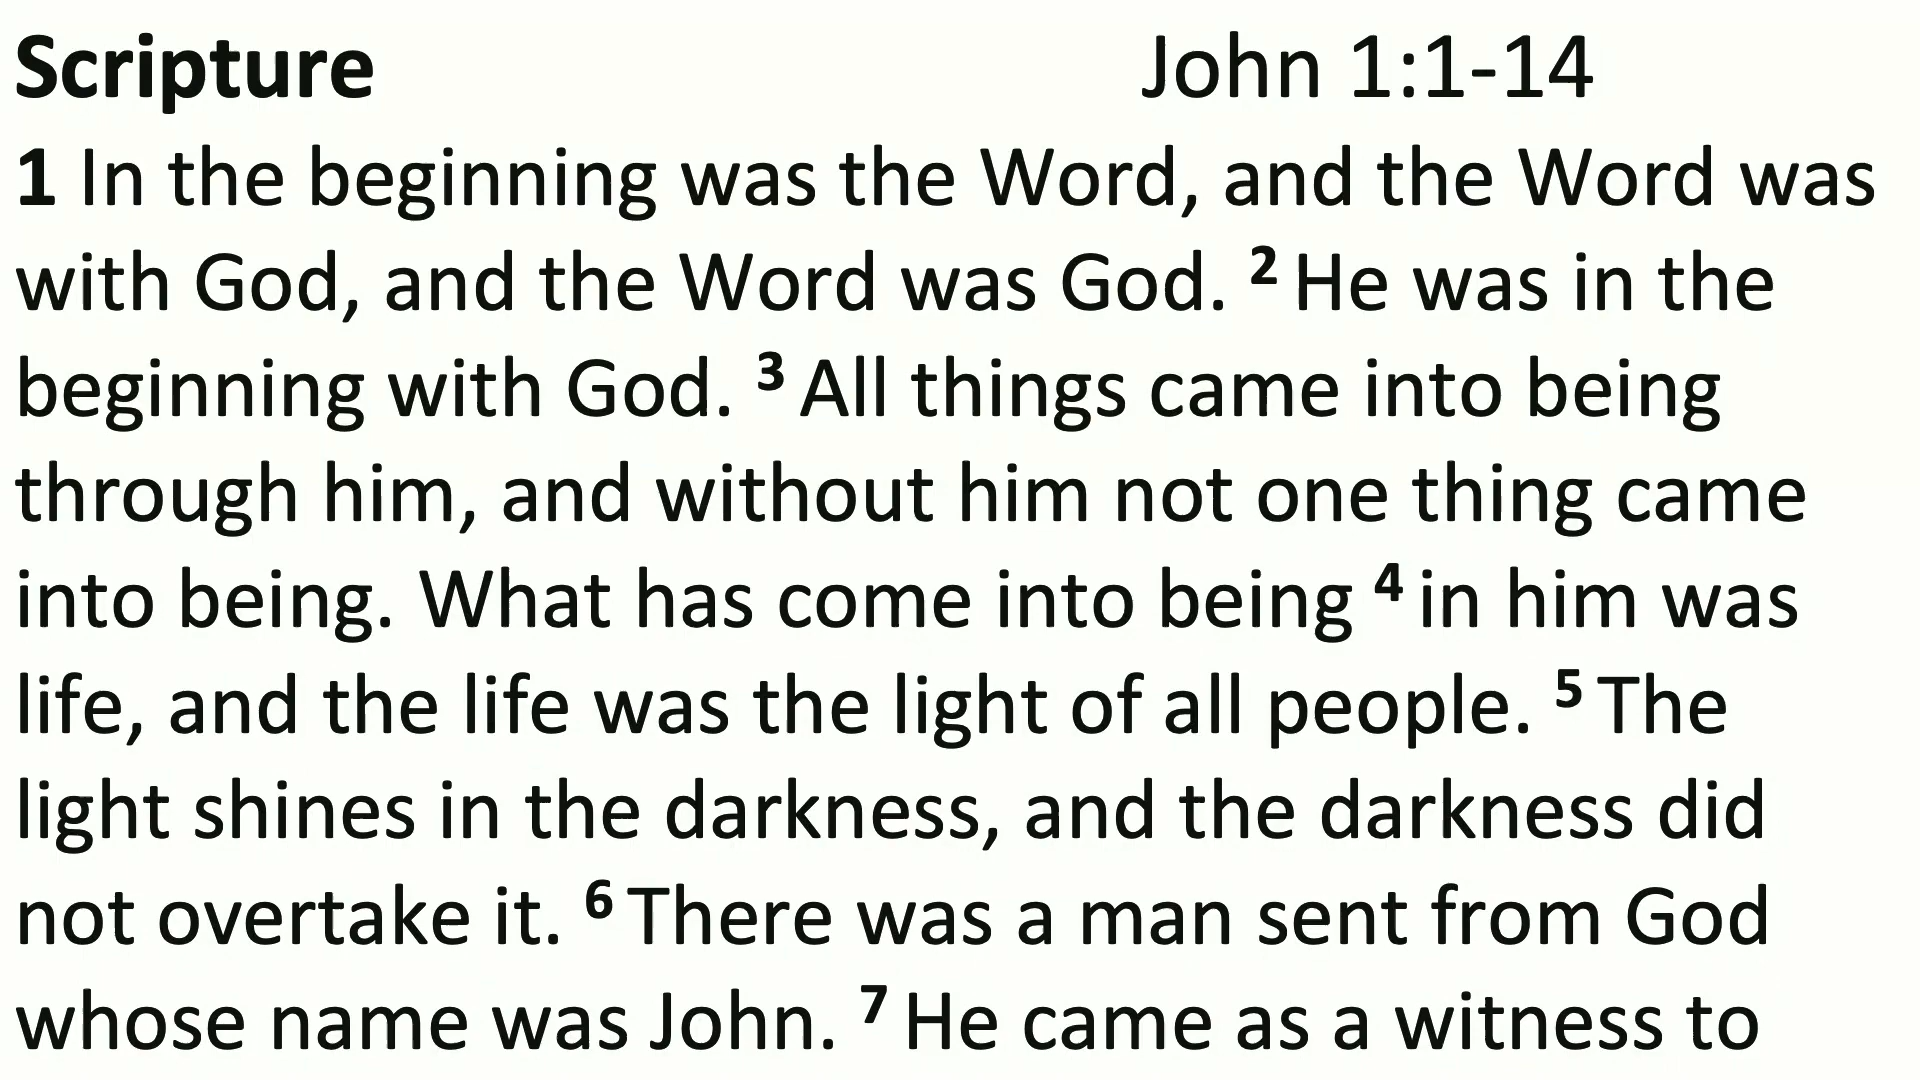 Scripture John 1:1-14
1 In the beginning was the Word, and the Word was
with God, and the Word was God. 2 He was in the
beginning with God. 3 All things came into being
through him, and without him not one thing came
into being. What has come into being 4 in him was
life, and the life was the light of all people. 5 The
light shines in the darkness, and the darkness did
not overtake it. 6 There was a man sent from God
whose name was John. 7 He came as a witness to